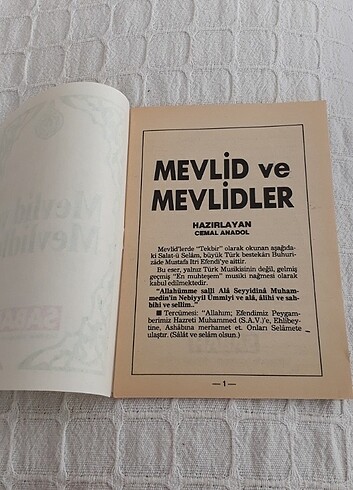 MEVLİD ve
MEVLİDLER
HAZIRLAYAN
CEMAL ANADOL
Mevlid'lerde "Tekbir" olarak okunan aşağıda-
ki Salat-ü Selâm, büyük Türk bestekârı Buhuri-
zâde Mustafa Itri Efendi'ye aittir.
Bu eser, yalnız Türk Musikisinin değil, gelmiş
geçmiş "En muhteşem" musiki nağmesi olarak
kabul edilmektedir.
"Allahümme salli Alâ Seyyidinâ Muham-
medin'in Nebiyyil Ümmiyi ve alâ, âlihi ve sah-
bihi ve sellim.."
■ Tercümesi: "Allahım; Efendimiz Peygam-
berimiz Hazreti Muhammed (S.A.V.)'e, Ehlibey-
tine, Ashâbına merhamet et. Onları Selâmete
ulaştır. (Sâlât ve selâm olsun.)
— 1 —